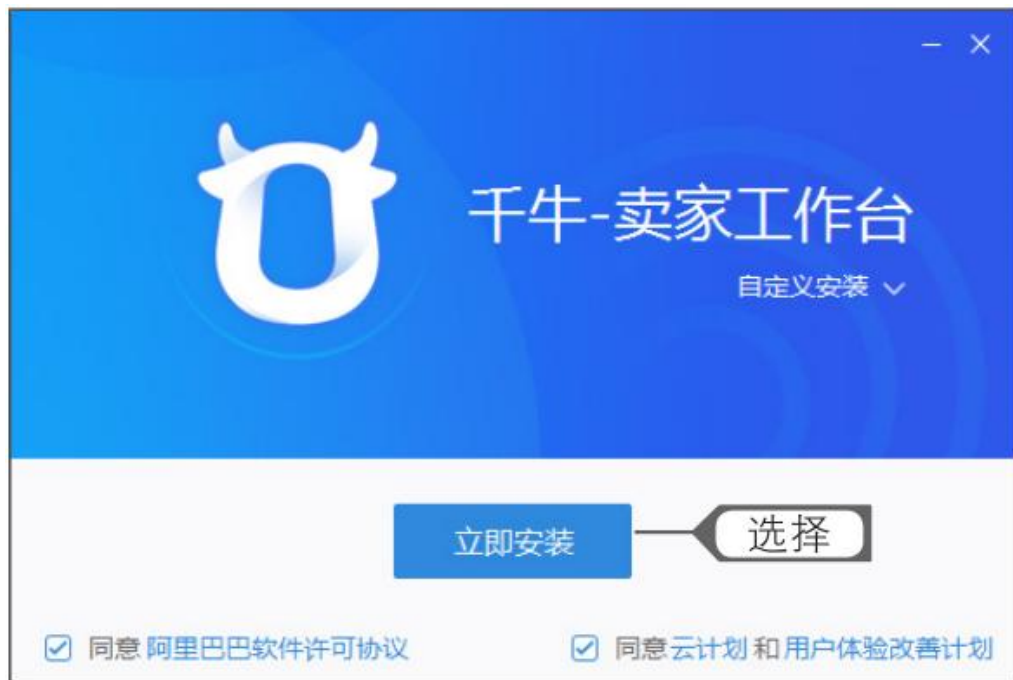 千牛-卖家工作台
自定义安装
立即安装
选择
同意 阿里巴巴软件许可协议
同意 云计划 和 用户体验改善计划